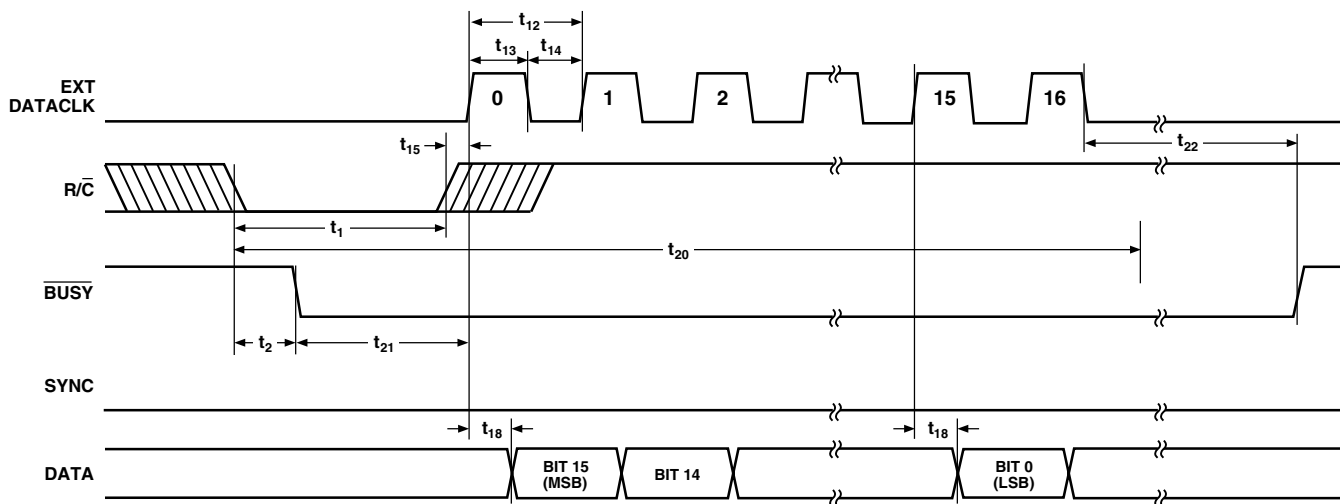 t12
t13 t14
EXT
DATACLK
0 1 2 15 16
t15
t22
R/C̅
t1
t20
B̅U̅S̅Y̅
t2 t21
SYNC
t18 t18
DATA
BIT 15
(MSB)
BIT 14
BIT 0
(LSB)